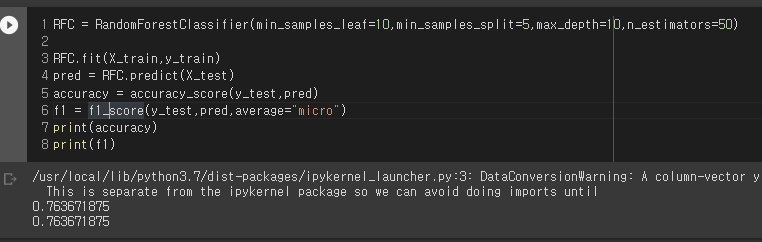 1 RFC = RandomForestClassifier(min_samples_leaf=10,min_samples_split=5,max_depth=10,n_estimators=50)
2
3 RFC.fit(X_train,y_train)
4 pred = RFC.predict(X_test)
5 accuracy = accuracy_score(y_test,pred)
6 f1 = f1_score(y_test,pred,average="micro")
7 print(accuracy)
8 print(f1)
/usr/local/lib/python3.7/dist-packages/ipykernel_launcher.py:3: DataConversionWarning: A column-vector y
This is separate from the ipykernel package so we can avoid doing imports until
0.763671875
0.763671875